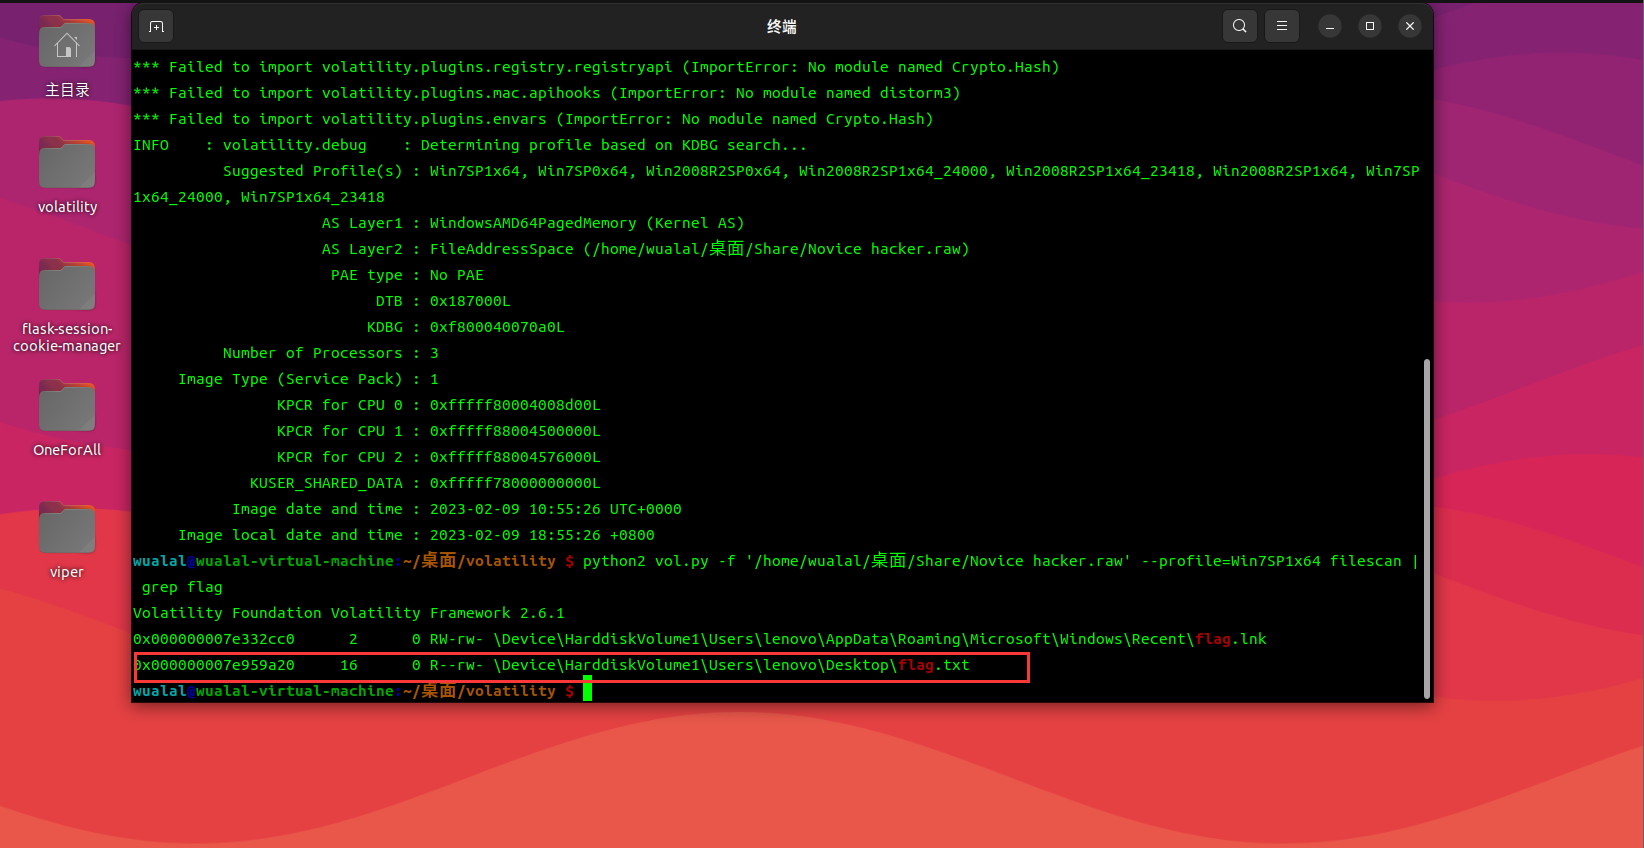 终端
主目录
volatility
flask-session-
cookie-manager
OneForAll
viper
*** Failed to import volatility.plugins.registry.registryapi (ImportError: No module named Crypto.Hash)
*** Failed to import volatility.plugins.mac.apihooks (ImportError: No module named distorm3)
*** Failed to import volatility.plugins.envars (ImportError: No module named Crypto.Hash)
INFO    : volatility.debug    : Determining profile based on KDBG search...
Suggested Profile(s) : Win7SP1x64, Win7SP0x64, Win2008R2SP0x64, Win2008R2SP1x64_24000, Win2008R2SP1x64_23418, Win2008R2SP1x64, Win7SP
1x64_24000, Win7SP1x64_23418
AS Layer1 : WindowsAMD64PagedMemory (Kernel AS)
AS Layer2 : FileAddressSpace (/home/wualal/桌面/Share/Novice hacker.raw)
PAE type : No PAE
DTB : 0x187000L
KDBG : 0xf800040070a0L
Number of Processors : 3
Image Type (Service Pack) : 1
KPCR for CPU 0 : 0xfffff80004008d00L
KPCR for CPU 1 : 0xfffff88004500000L
KPCR for CPU 2 : 0xfffff88004576000L
KUSER_SHARED_DATA : 0xfffff78000000000L
Image date and time : 2023-02-09 10:55:26 UTC+0000
Image local date and time : 2023-02-09 18:55:26 +0800
wualal@wualal-virtual-machine:~/桌面/volatility $ python2 vol.py -f '/home/wualal/桌面/Share/Novice hacker.raw' --profile=Win7SP1x64 filescan |
grep flag
Volatility Foundation Volatility Framework 2.6.1
0x000000007e332cc0      2      0 RW-rw- \Device\HarddiskVolume1\Users\lenovo\AppData\Roaming\Microsoft\Windows\Recent\flag.lnk
0x000000007e959a20     16      0 R--rw- \Device\HarddiskVolume1\Users\lenovo\Desktop\flag.txt
wualal@wualal-virtual-machine:~/桌面/volatility $